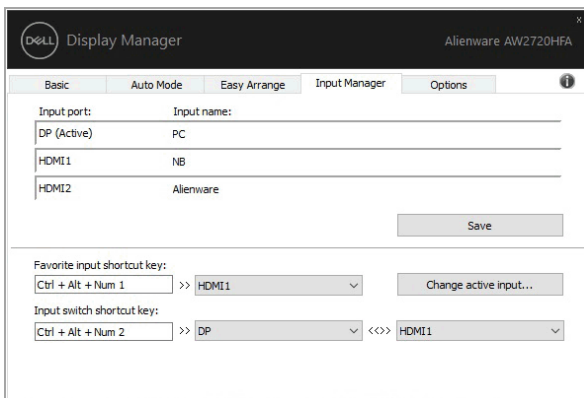 x
DELL Display Manager Alienware AW2720HFA
Basic Auto Mode Easy Arrange Input Manager Options i
Input port: Input name:
DP (Active) PC
HDMI1 NB
HDMI2 Alienware
Save
Favorite input shortcut key:
Ctrl + Alt + Num 1 >> HDMI1 Change active input...
Input switch shortcut key:
Ctrl + Alt + Num 2 >> DP <<>> HDMI1